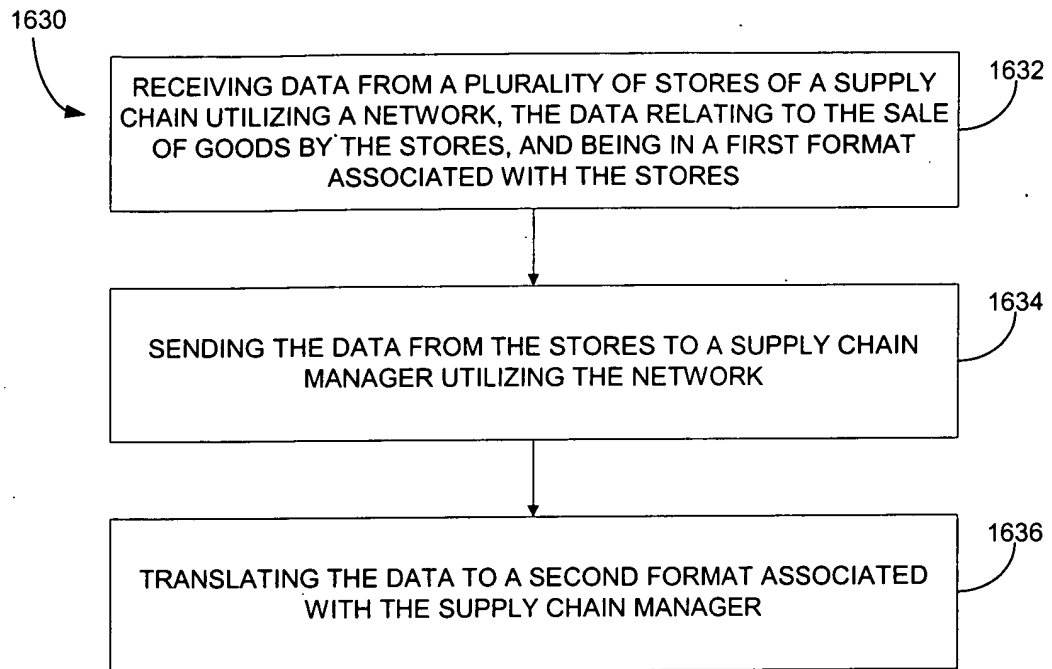 1630
RECEIVING DATA FROM A PLURALITY OF STORES OF A SUPPLY
CHAIN UTILIZING A NETWORK, THE DATA RELATING TO THE SALE
OF GOODS BY THE STORES, AND BEING IN A FIRST FORMAT
ASSOCIATED WITH THE STORES
1632
SENDING THE DATA FROM THE STORES TO A SUPPLY CHAIN
MANAGER UTILIZING THE NETWORK
1634
TRANSLATING THE DATA TO A SECOND FORMAT ASSOCIATED
WITH THE SUPPLY CHAIN MANAGER
1636